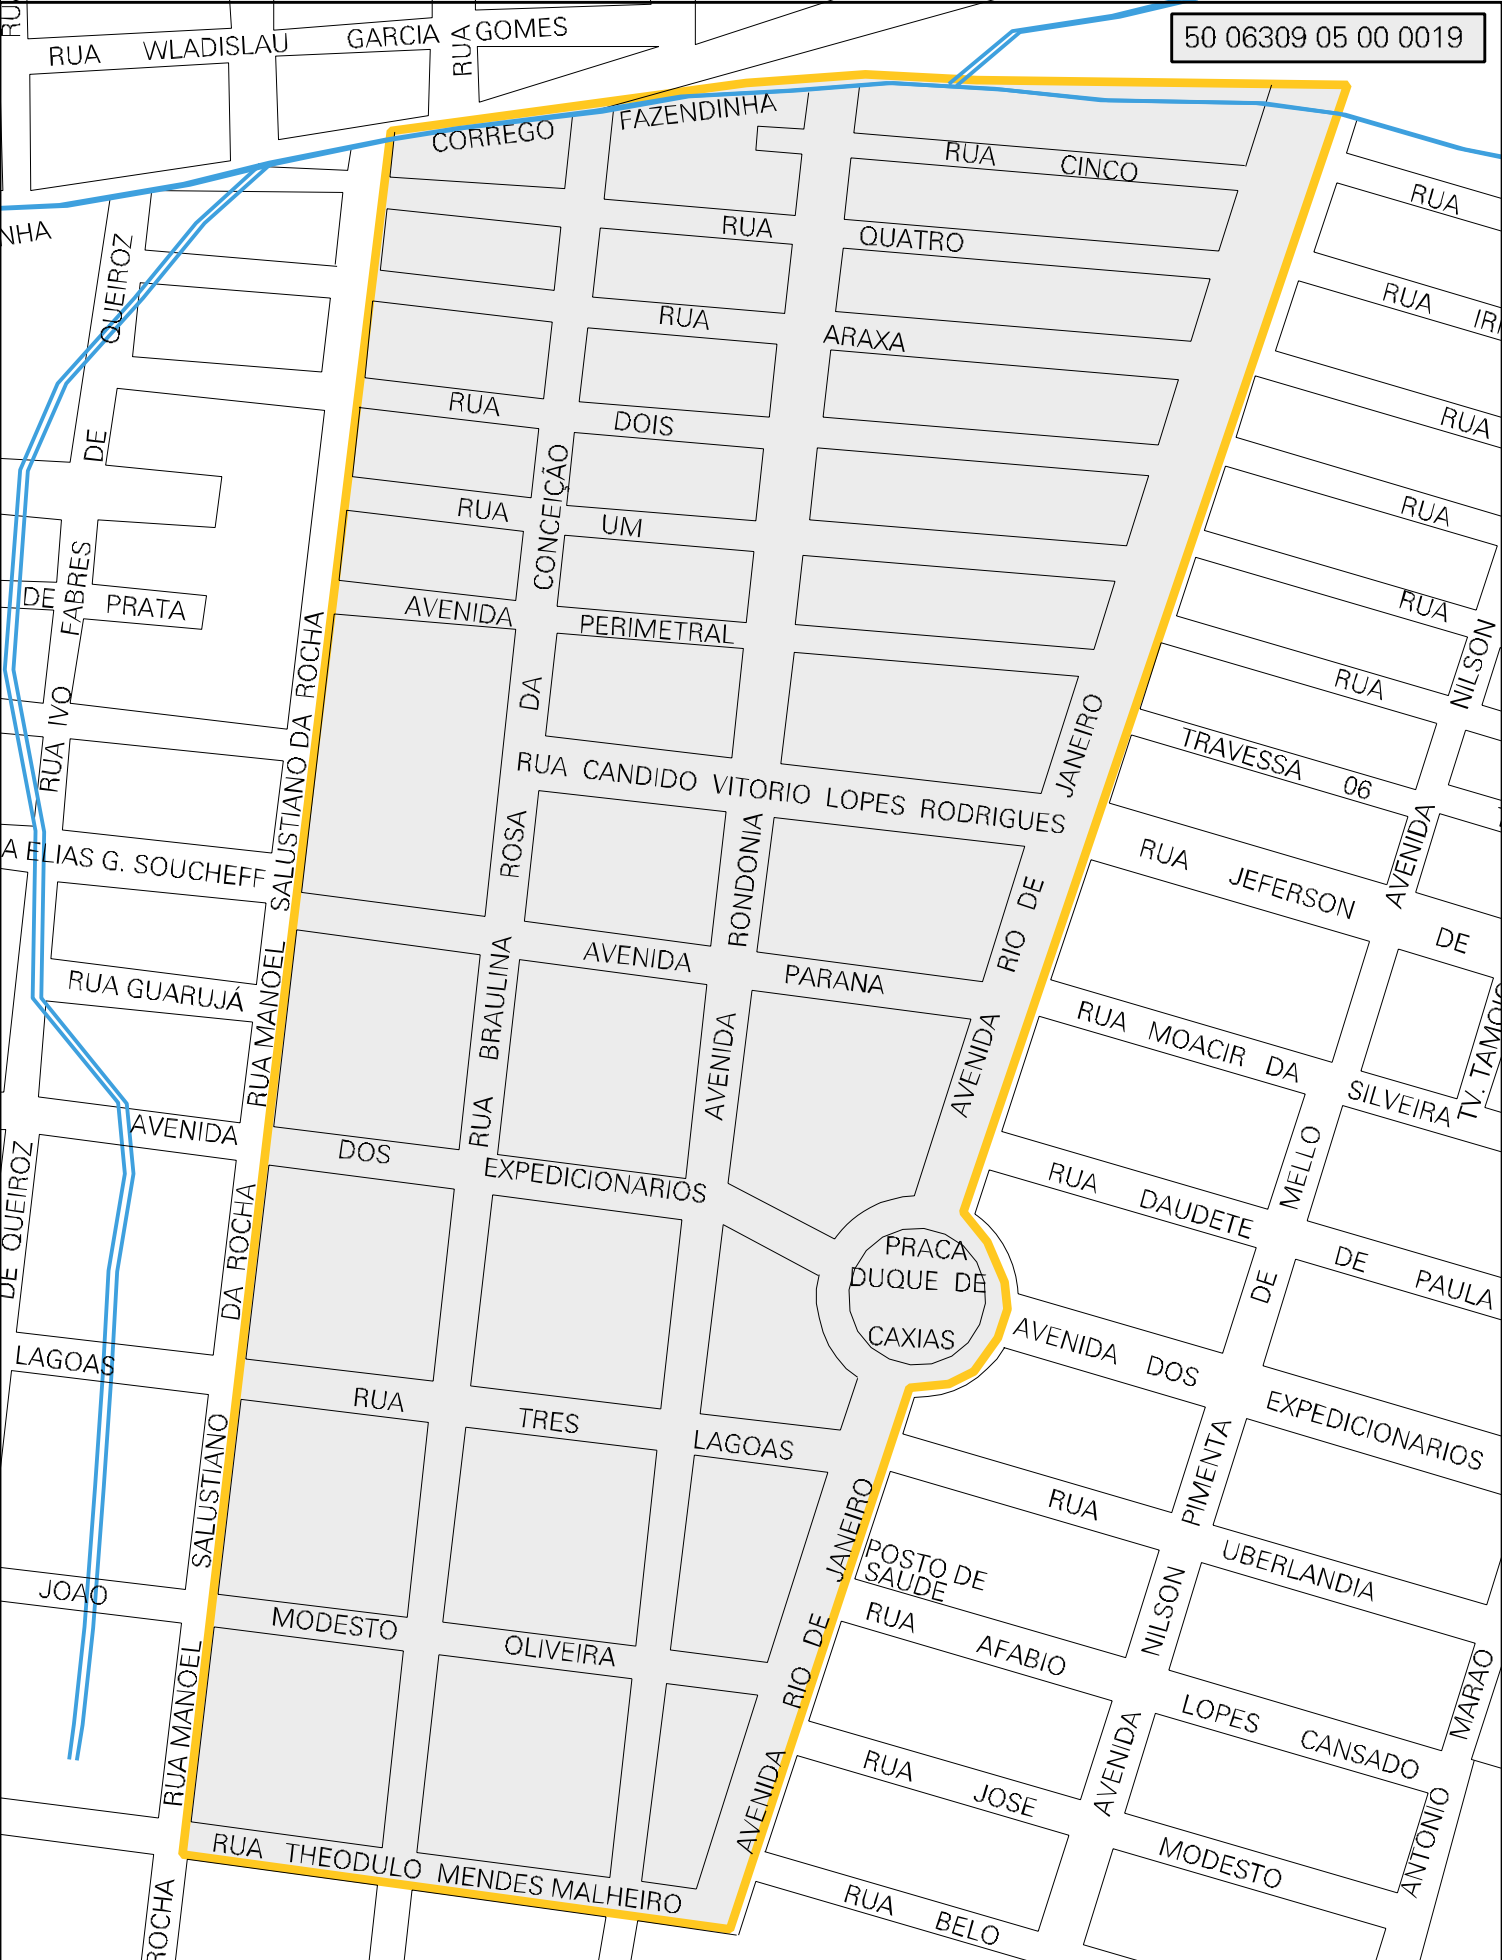 50 06309 05 00 0019
RUA WLADISLAU GARCIA GOMES
RUA
CORREGO FAZENDINHA
NHA
RUA CINCO
RUA QUATRO
RUA ARAXA
RUA DOIS
RUA UM
AVENIDA PERIMETRAL
RUA CANDIDO VITORIO LOPES RODRIGUES
AVENIDA PARANA
AVENIDA DOS EXPEDICIONARIOS
PRACA
DUQUE DE
CAXIAS
RUA TRES LAGOAS
LAGOAS
JOAO MODESTO OLIVEIRA
RUA THEODULO MENDES MALHEIRO
RUA IVO FABRES DE QUEIROZ
DE QUEIROZ
DE PRATA
A ELIAS G. SOUCHEFF
RUA GUARUJÁ
RUA MANOEL SALUSTIANO DA ROCHA
RUA MANOEL SALUSTIANO DA ROCHA
ROCHA
RUA BRAULINA ROSA DA CONCEIÇÃO
AVENIDA RONDONIA
AVENIDA RIO DE JANEIRO
AVENIDA RIO DE JANEIRO
RUA
RUA IRI
RUA
RUA
RUA
RUA
TRAVESSA 06
RUA JEFERSON DE
RUA MOACIR DA SILVEIRA
TV. TAMOIO
RUA DAUDETE DE PAULA
AVENIDA DOS EXPEDICIONARIOS
RUA UBERLANDIA
POSTO DE
SAUDE
RUA AFABIO LOPES CANSADO
RUA JOSE MODESTO
RUA BELO
AVENIDA NILSON
AVENIDA NILSON PIMENTA DE MELLO
ANTONIO MARAO